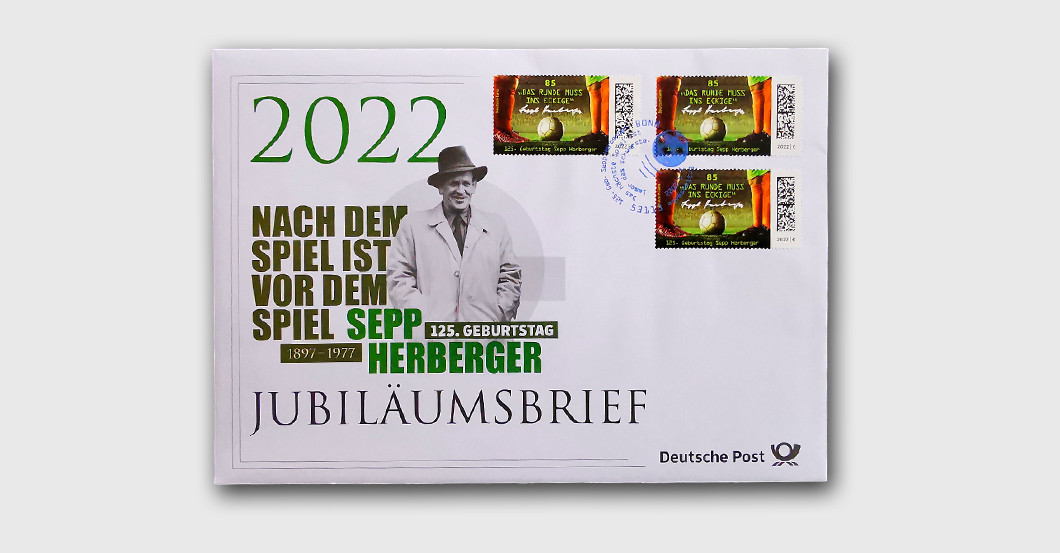 2022
NACH DEM
SPIEL IST
VOR DEM
SPIEL SEPP
125. GEBURTSTAG
1897–1977
HERBERGER
JUBILÄUMSBRIEF
Deutsche Post
85
„DAS RUNDE MUSS
INS ECKIGE“
125. Geburtstag Sepp Herberger
85
„DAS RUNDE MUSS
INS ECKIGE“
125. Geburtstag Sepp Herberger
2022
85
„DAS RUNDE MUSS
INS ECKIGE“
125. Geburtstag Sepp Herberger
2022
BONN